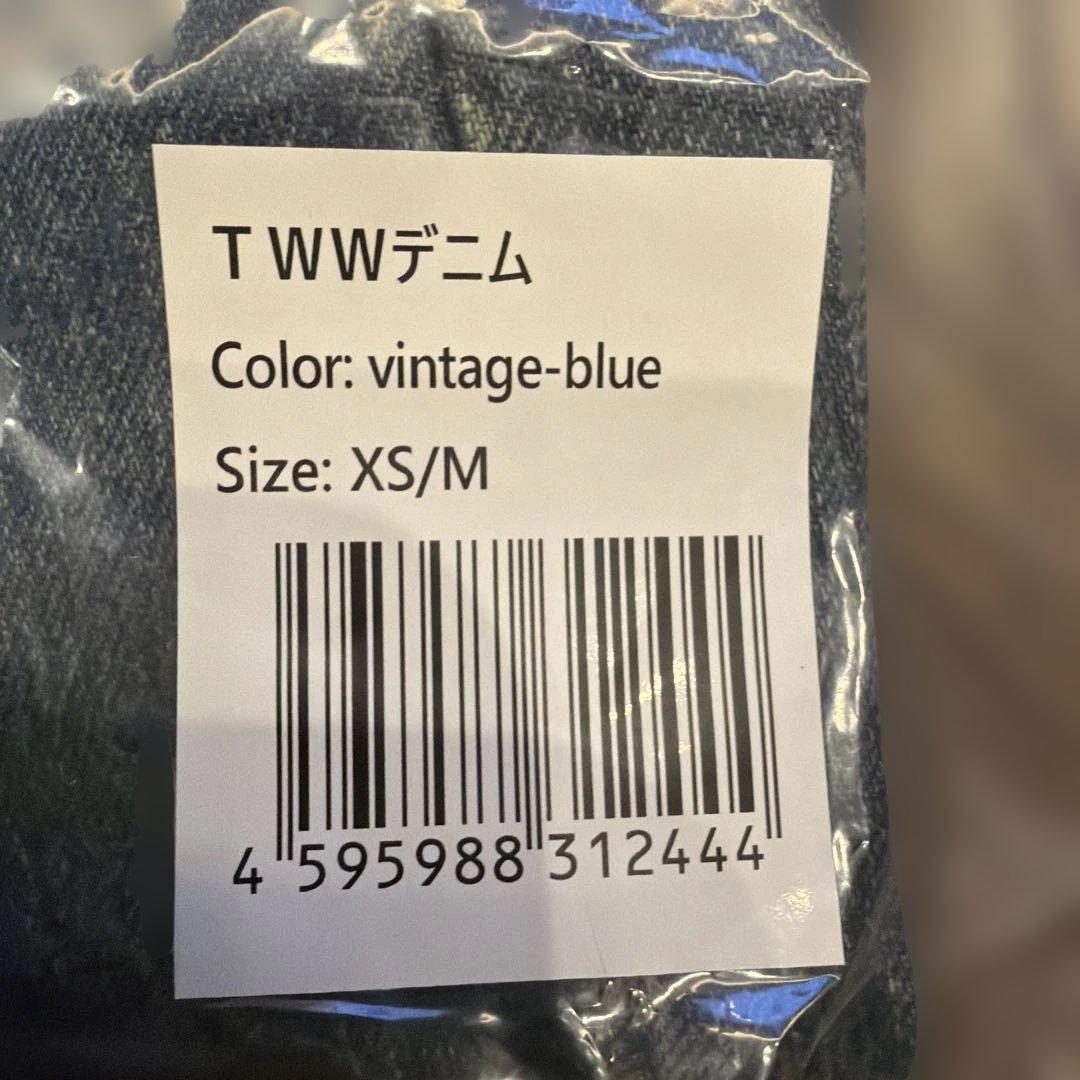 T WWデニム
Color: vintage-blue
Size: XS/M
4 595988 312444